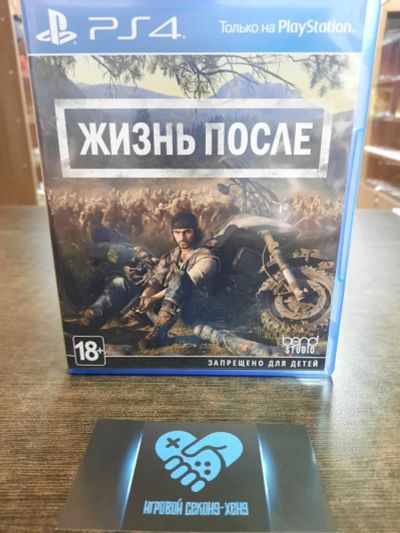 PS4
Только на PlayStation
ЖИЗНЬ ПОСЛЕ
18+
bend
STUDIO
ЗАПРЕЩЕНО ДЛЯ ДЕТЕЙ
ИГРОВОЙ СЕКОНД-ХЕНД